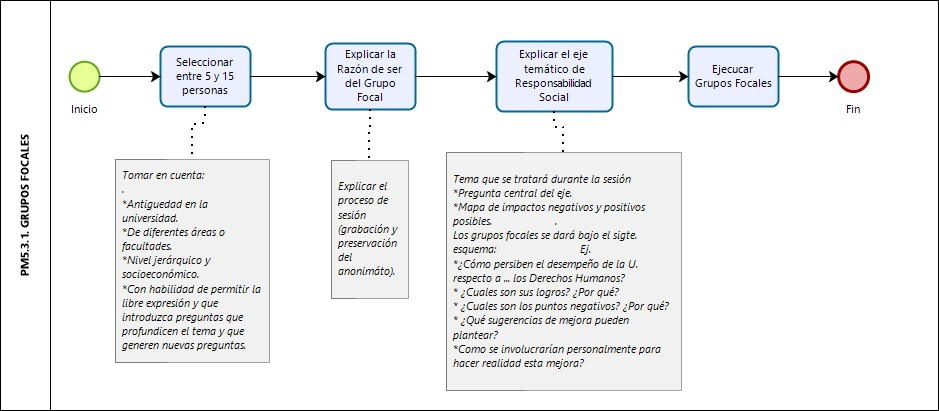 PM5.3.1. GRUPOS FOCALES
Inicio
Seleccionar
entre 5 y 15
personas
Explicar la
Razón de ser
del Grupo
Focal
Explicar el eje
temático de
Responsabilidad
Social
Ejecucar
Grupos Focales
Fin
Tomar en cuenta:
.
*Antiguedad en la
universidad.
*De diferentes áreas o
facultades.
*Nivel jerárquico y
socioeconómico.
*Con habilidad de permitir la
libre expresión y que
introduzca preguntas que
profundicen el tema y que
generen nuevas preguntas.
Explicar el
proceso de
sesión
(grabación y
preservación
del
anonimáto).
Tema que se tratará durante la sesión
*Pregunta central del eje.
*Mapa de impactos negativos y positivos
posibles. .
Los grupos focales se dará bajo el sigte.
esquema: Ej.
*¿Cómo persiben el desempeño de la U.
respecto a ... los Derechos Humanos?
* ¿Cuales son sus logros? ¿Por qué?
* ¿Cuales son los puntos negativos? ¿Por qué?
* ¿Qué sugerencias de mejora pueden
plantear?
*Como se involucrarían personalmente para
hacer realidad esta mejora?